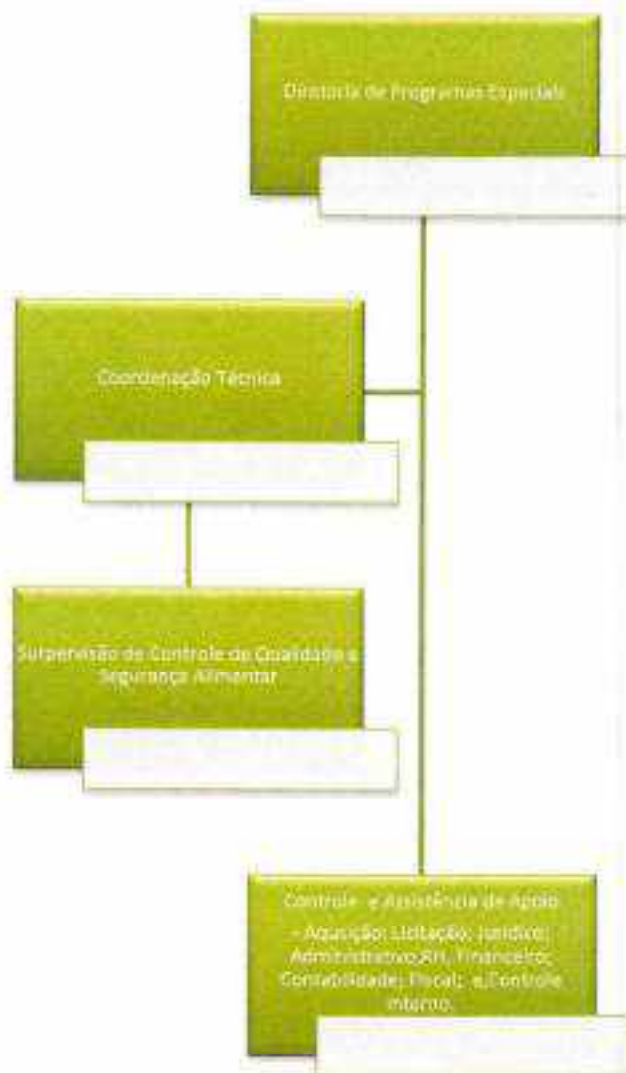 Diretoria de Programas Especiais
Coordenação Técnica
Surpervisão de Controle de Qualidade e
Segurança Alimentar
Controle e Assistência de Apoio
- Aquisição; Licitação; Jurídico;
Administrativo,RH, Financeiro;
Contabilidade; Fiscal; e,Controle
Interno.